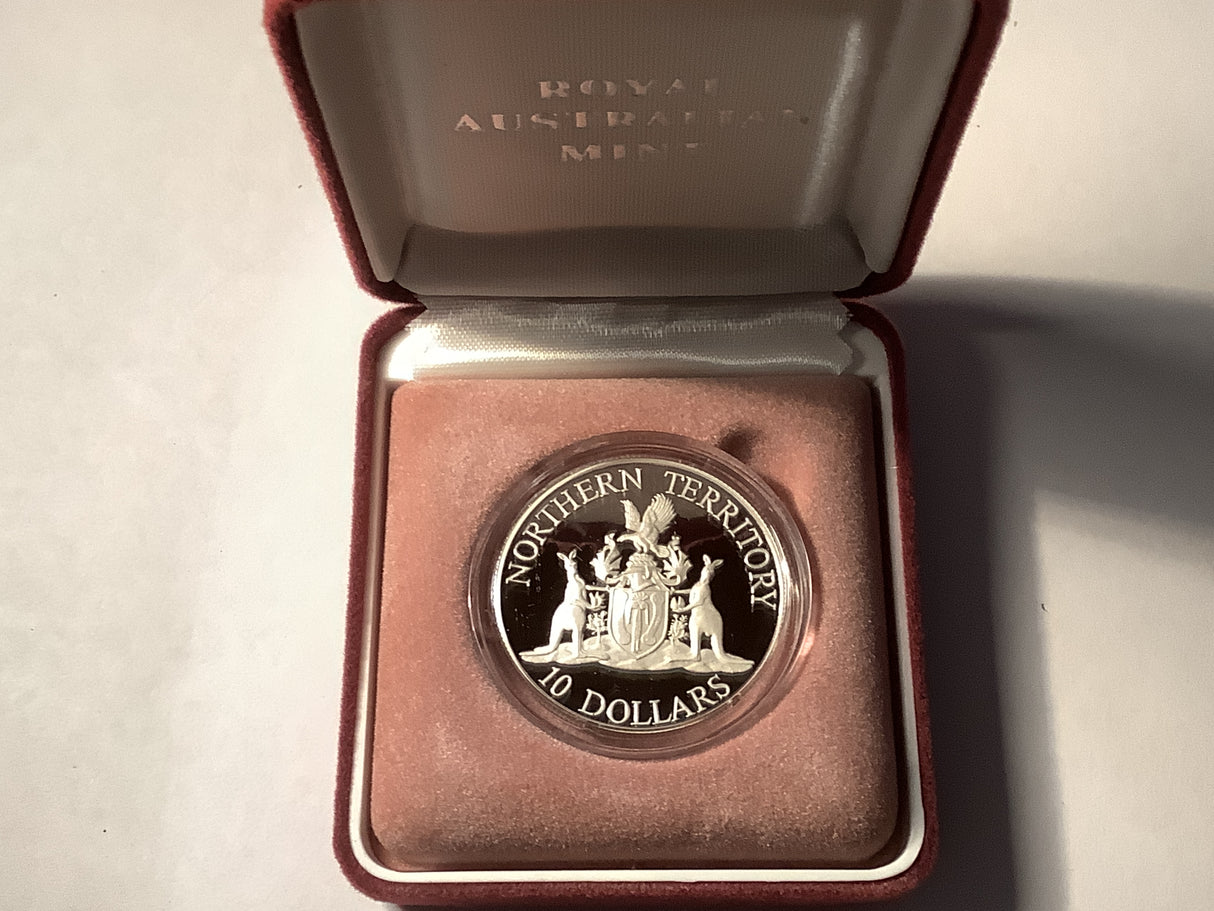 ROYAL
AUSTRALIAN
MINT
NORTHERN TERRITORY
10 DOLLARS